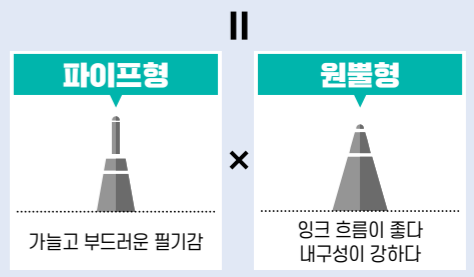 파이프형
원뿔형
×
가늘고 부드러운 필기감
잉크 흐름이 좋다
내구성이 강하다